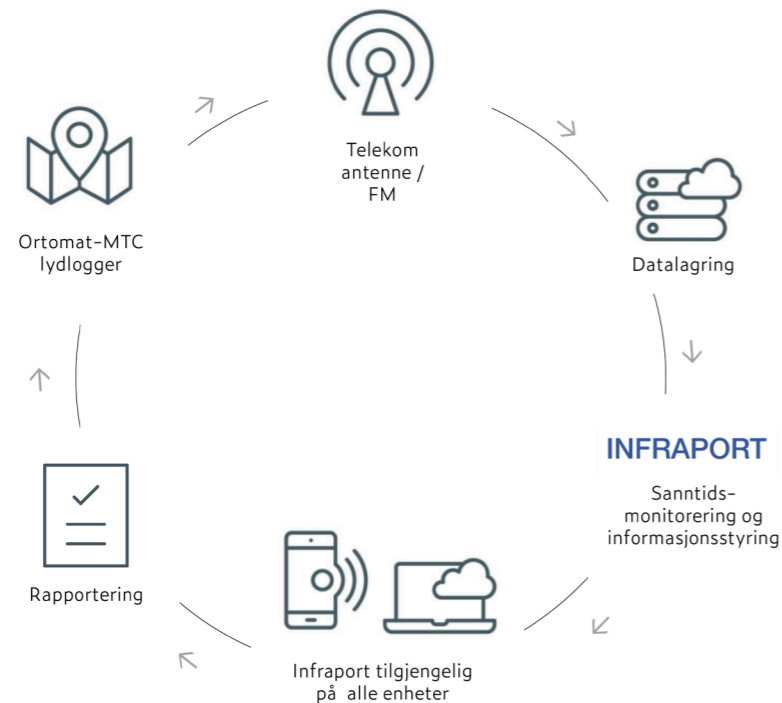 Telekom
antenne /
FM
Datalagring
INFRAPORT
Sanntids-
monitorering og
informasjonsstyring
Infraport tilgjengelig
på alle enheter
Rapportering
Ortomat-MTC
lydlogger